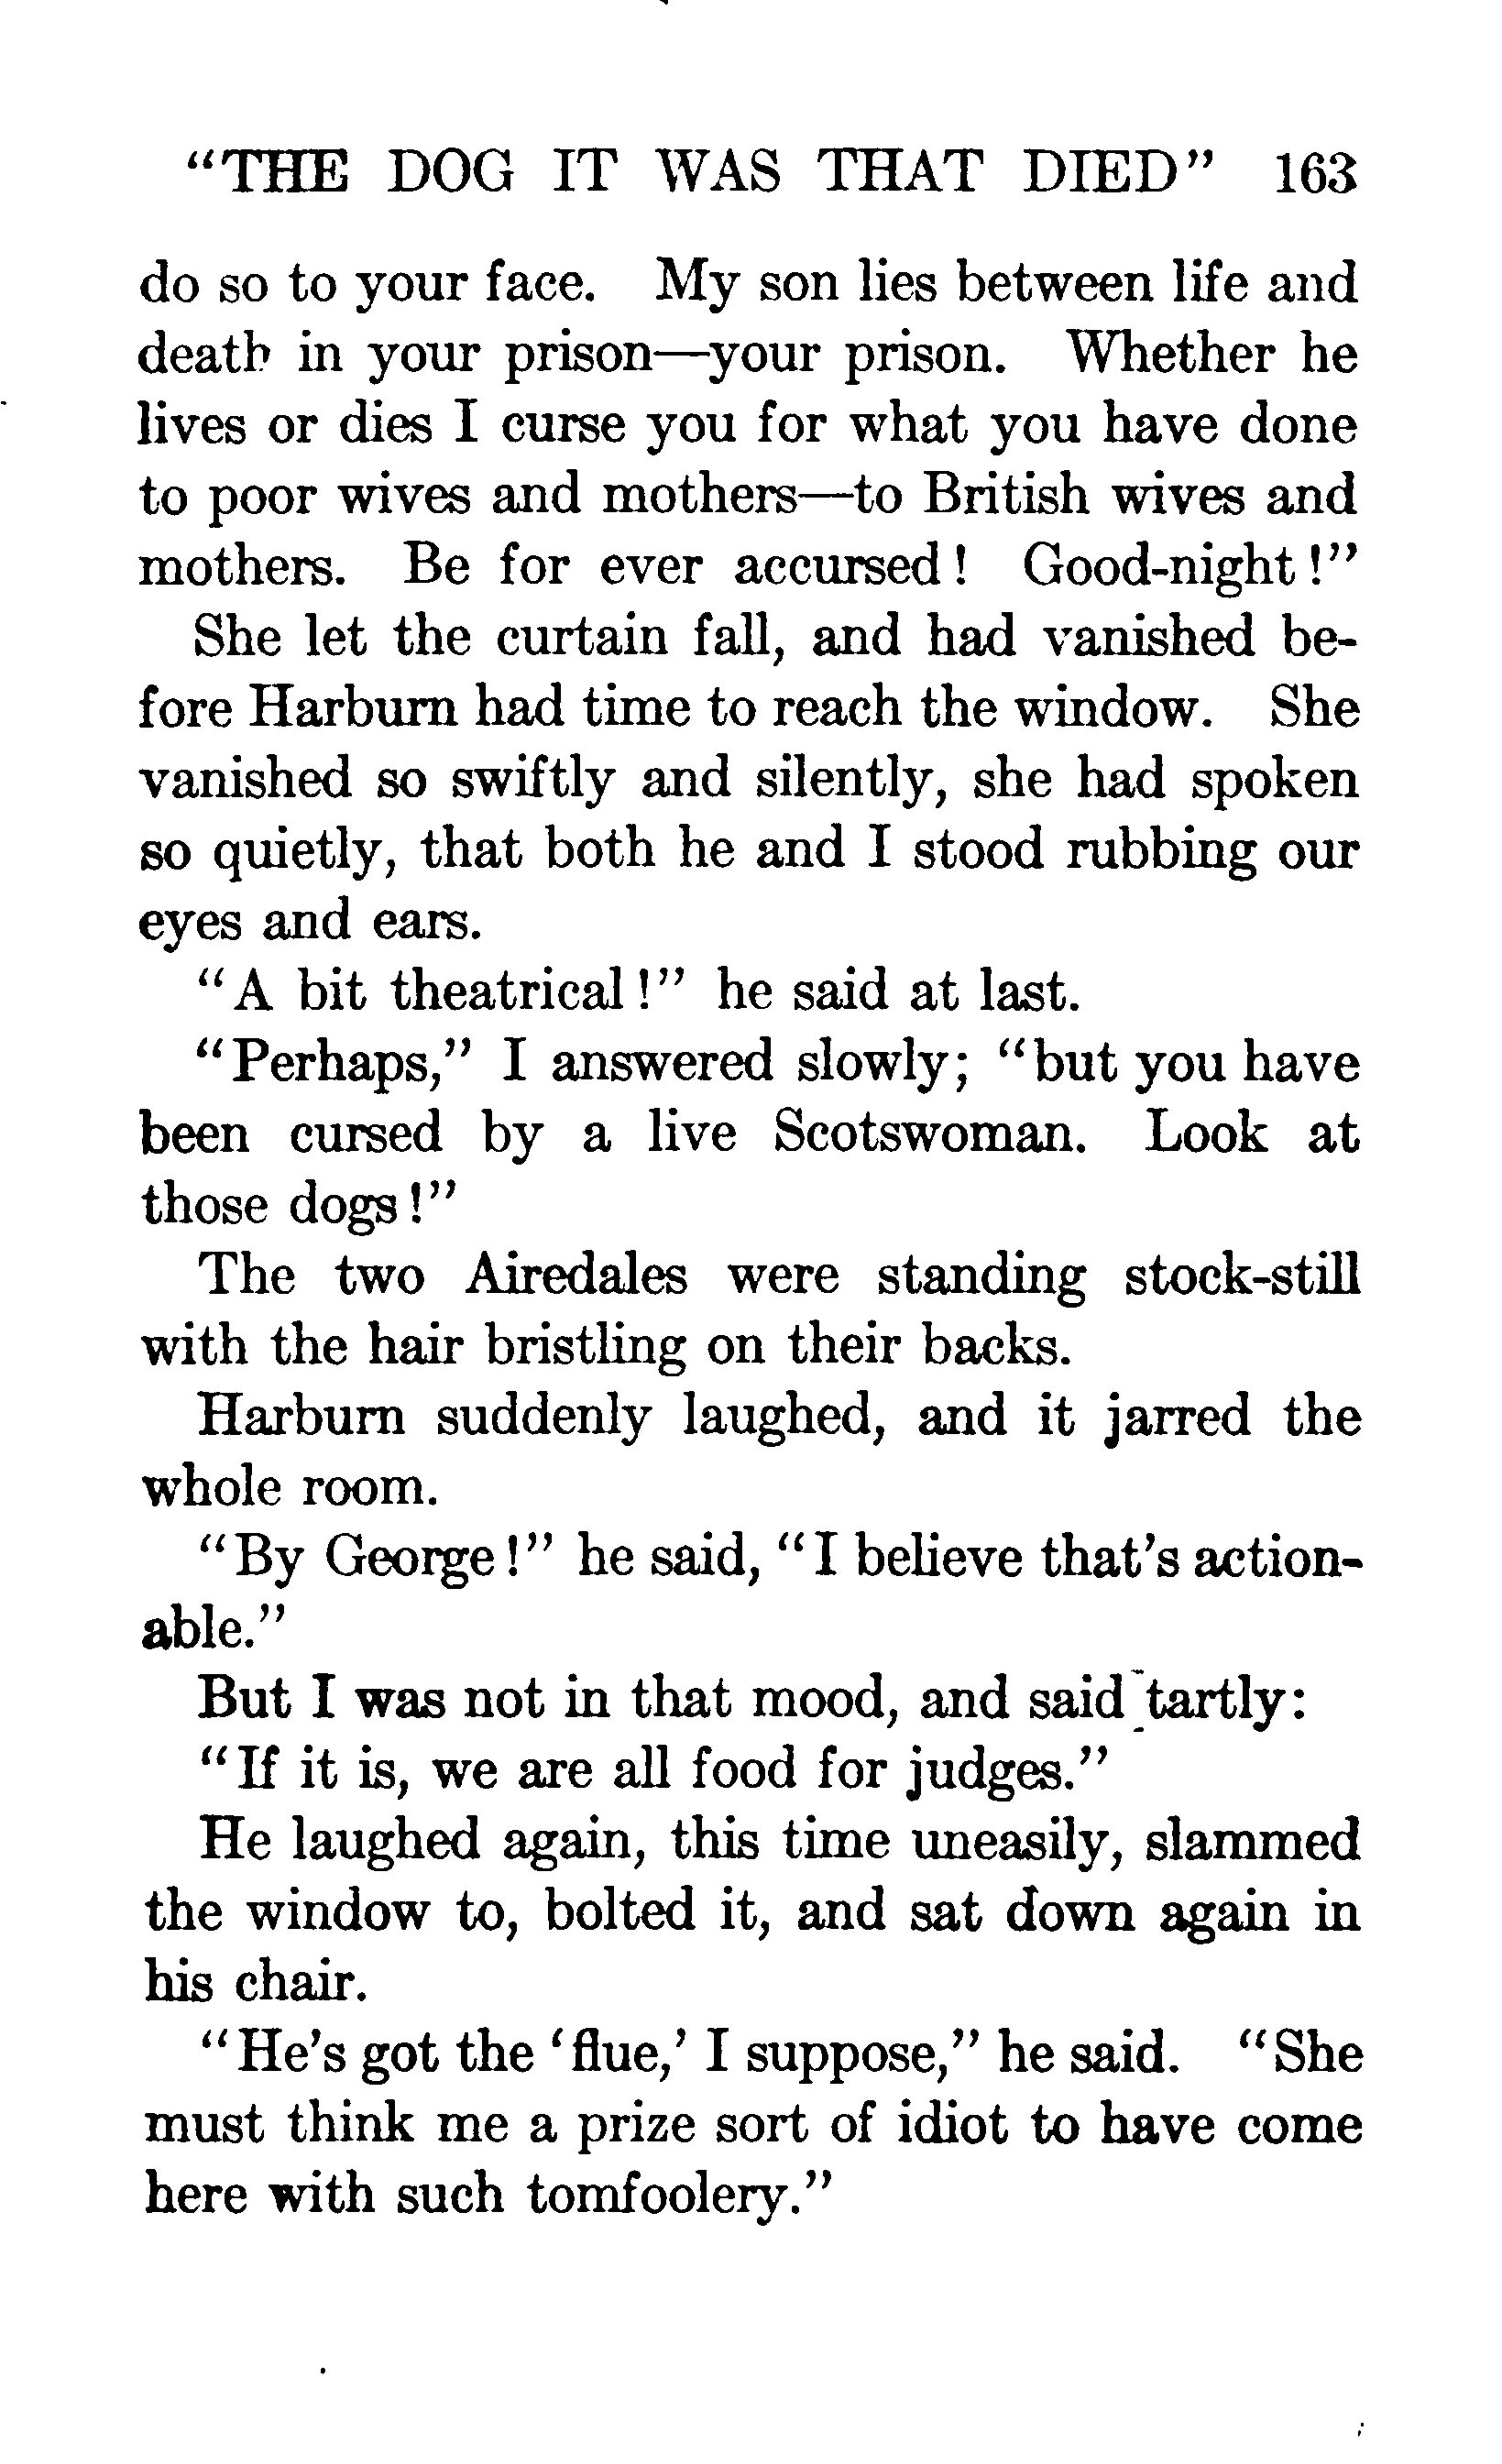 "THE DOG IT WAS THAT DIED" 163
do so to your face. My son lies between life and
death in your prison—your prison. Whether he
lives or dies I curse you for what you have done
to poor wives and mothers—to British wives and
mothers. Be for ever accursed! Good-night!"
She let the curtain fall, and had vanished be-
fore Harburn had time to reach the window. She
vanished so swiftly and silently, she had spoken
so quietly, that both he and I stood rubbing our
eyes and ears.
"A bit theatrical!" he said at last.
"Perhaps," I answered slowly; "but you have
been cursed by a live Scotswoman. Look at
those dogs!"
The two Airedales were standing stock-still
with the hair bristling on their backs.
Harburn suddenly laughed, and it jarred the
whole room.
"By George!" he said, "I believe that's action-
able."
But I was not in that mood, and said tartly:
"If it is, we are all food for judges."
He laughed again, this time uneasily, slammed
the window to, bolted it, and sat down again in
his chair.
"He's got the 'flue,' I suppose," he said. "She
must think me a prize sort of idiot to have come
here with such tomfoolery."